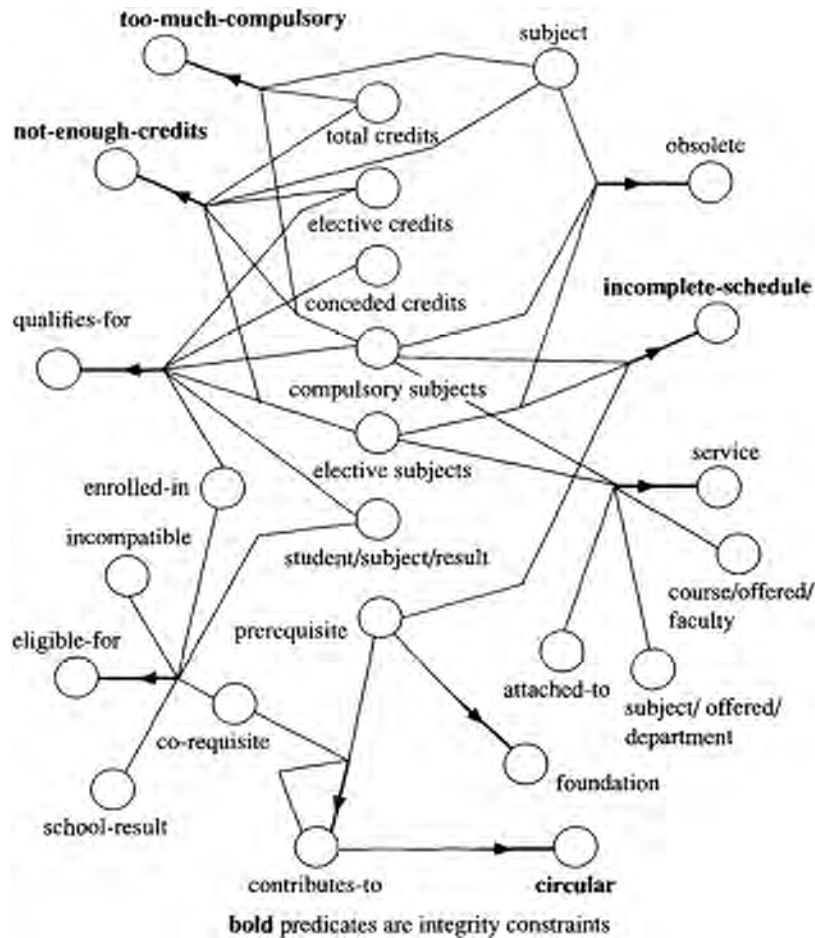 too-much-compulsory
subject
total credits
not-enough-credits
obsolete
elective credits
conceded credits
incomplete-schedule
qualifies-for
compulsory subjects
elective subjects
service
enrolled-in
incompatible
student/subject/result
course/offered/
faculty
prerequisite
eligible-for
attached-to
subject/ offered/
department
co-requisite
foundation
school-result
contributes-to
circular
bold predicates are integrity constraints